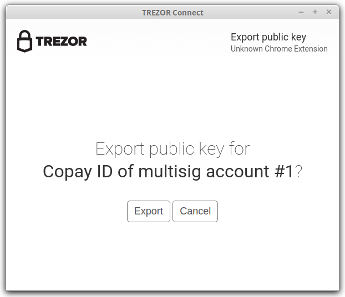 TREZOR Connect
TREZOR
Export public key
Unknown Chrome Extension
Export public key for
Copay ID of multisig account #1?
Export Cancel